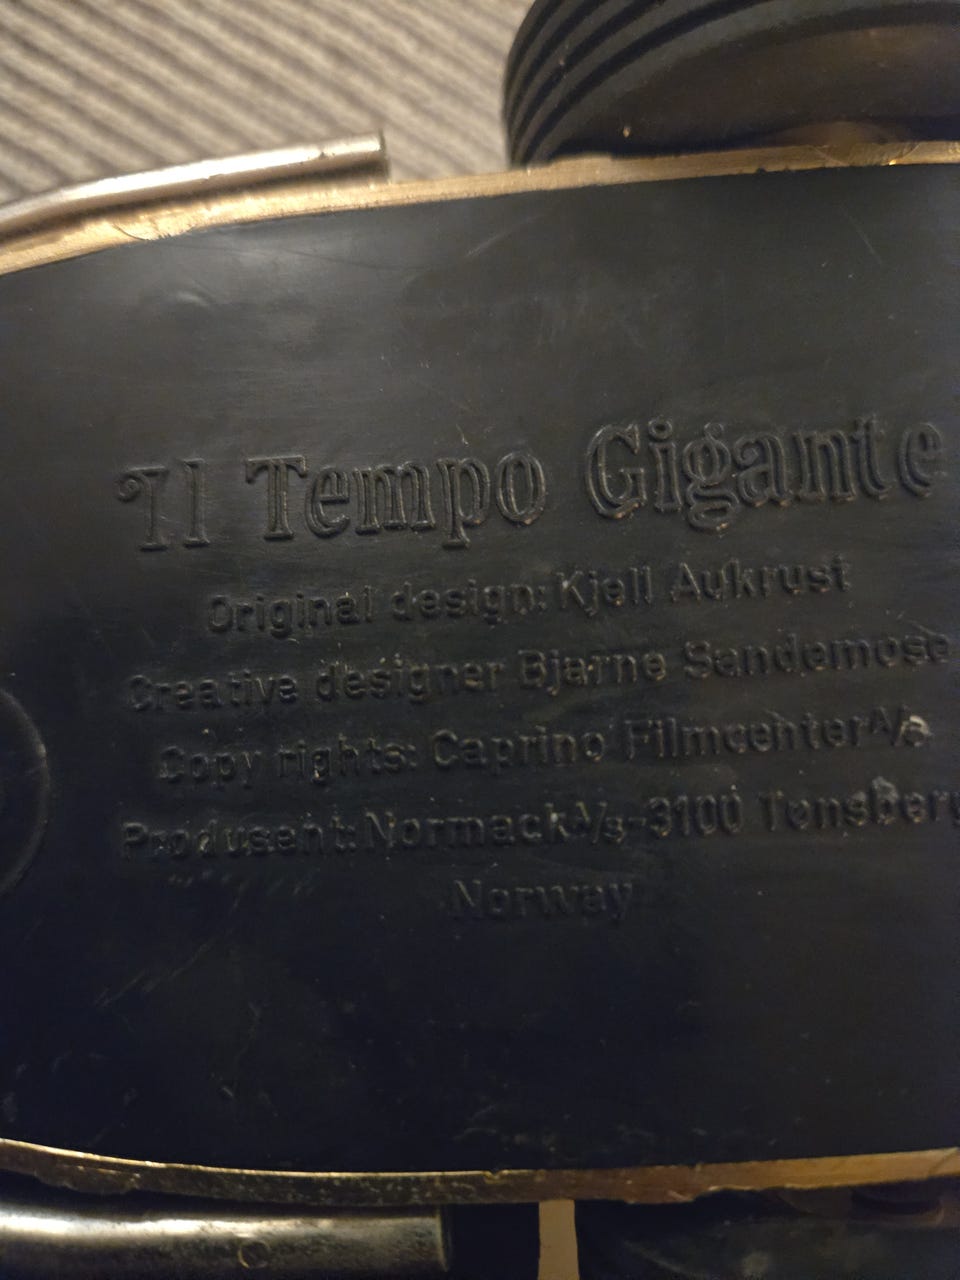 Il Tempo Gigante
Original design: Kjell Aukrust
Creative designer Bjarne Sandemose
Copy rights: Caprino Filmcenter A/S
Produsent: Normack A/S-3100 Tønsberg
Norway